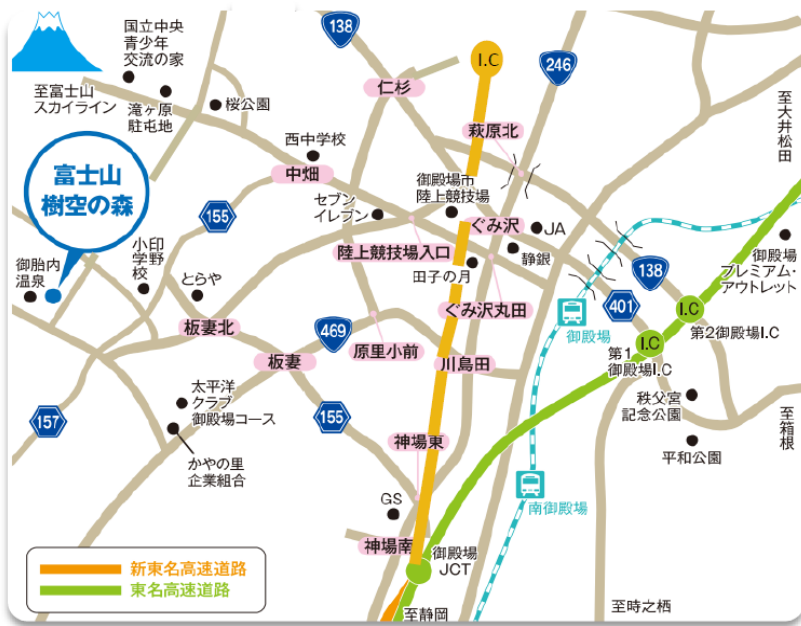 138
I.C
246
国立中央
青少年
交流の家
至富士山
スカイライン
滝ヶ原
駐屯地
桜公園
仁杉
萩原北
至大井松田
西中学校
中畑
富士山
樹空の森
155
セブン
イレブン
御殿場市
陸上競技場
ぐみ沢
JA
静銀
陸上競技場入口
田子の月
小印
学野
校
御胎内
温泉
とらや
板妻北
469
原里小前
ぐみ沢丸田
御殿場
401
138
御殿場
プレミアム・
アウトレット
I.C
第2御殿場I.C
I.C
第1
御殿場I.C
板妻
川島田
157
太平洋
クラブ
御殿場コース
155
秩父宮
記念公園
至箱根
かやの里
企業組合
神場東
平和公園
GS
南御殿場
神場南
御殿場
JCT
新東名高速道路
東名高速道路
至静岡
至時之栖